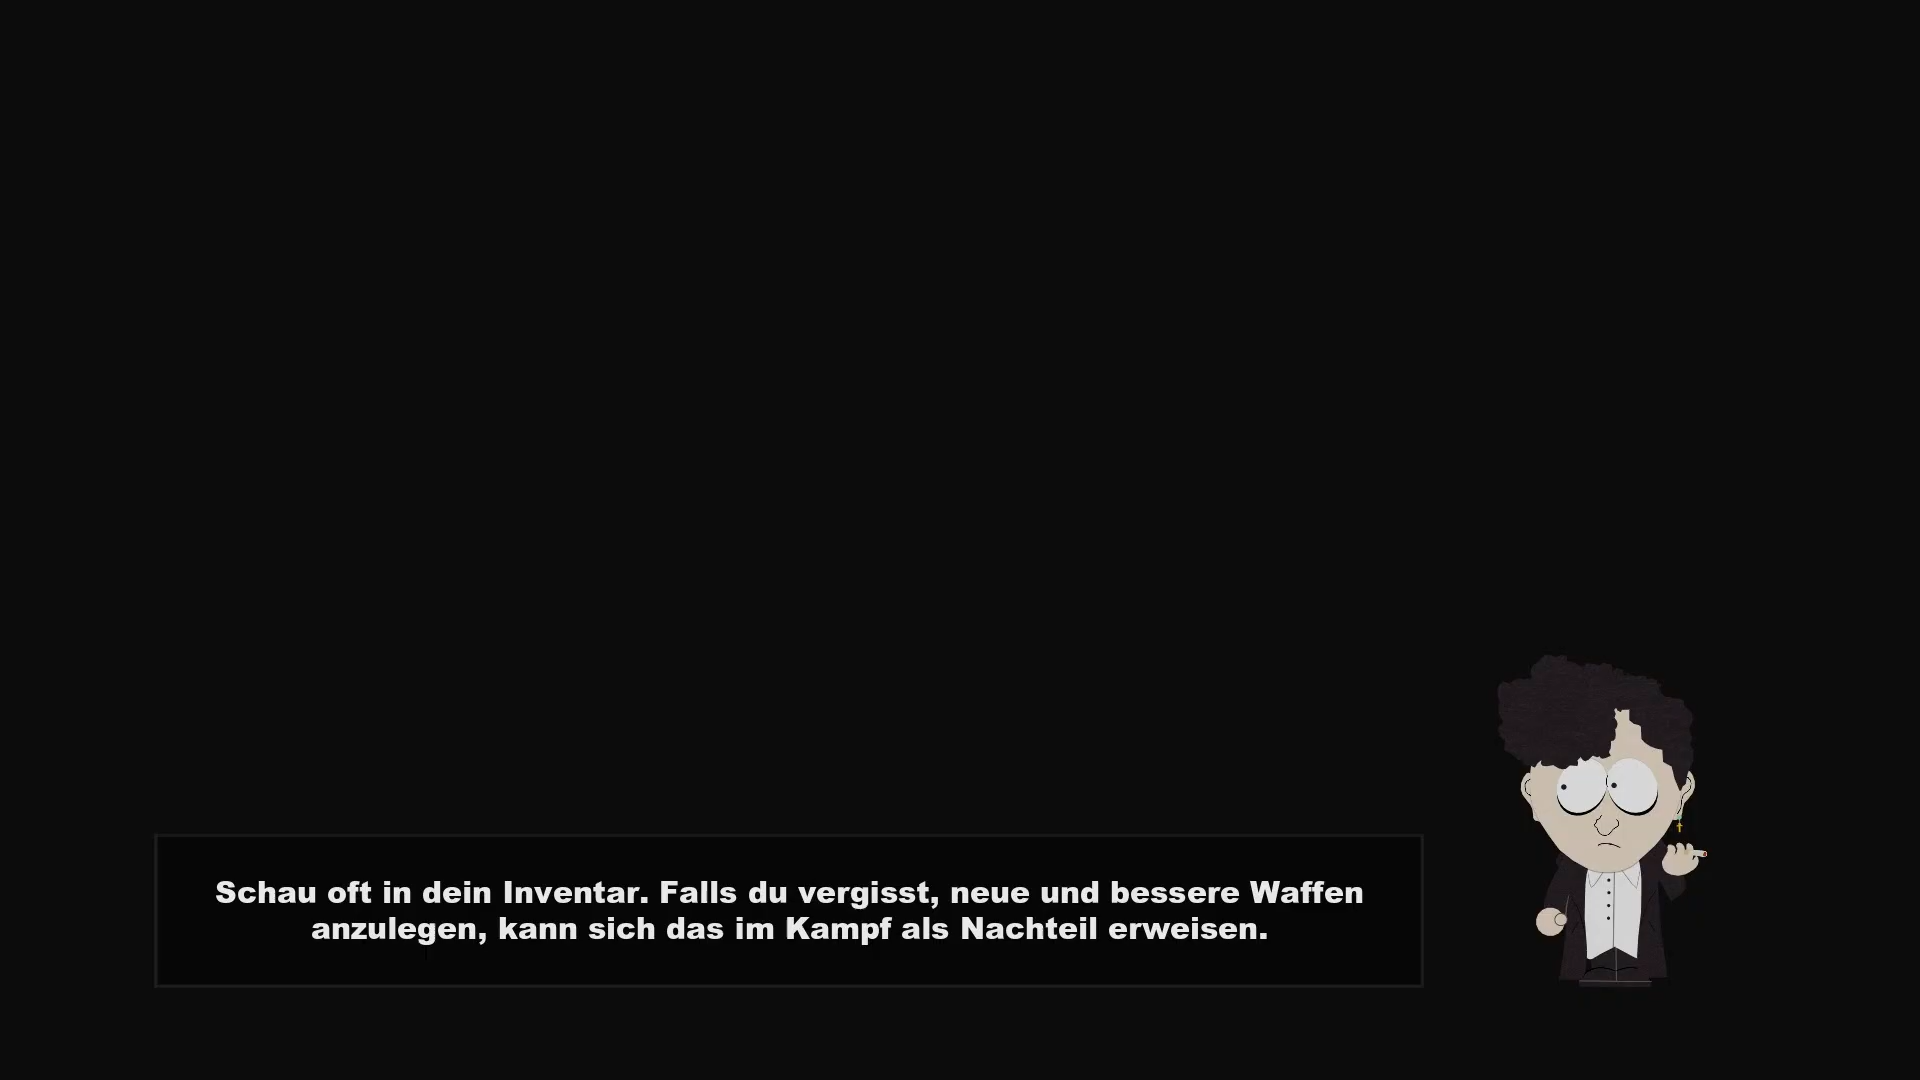 Schau oft in dein Inventar. Falls du vergisst, neue und bessere Waffen
anzulegen, kann sich das im Kampf als Nachteil erweisen.